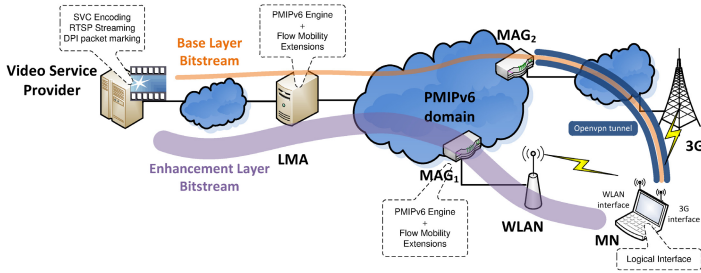 SVC Encoding
RTSP Streaming
DPI packet marking
PMIPv6 Engine
+
Flow Mobility
Extensions
MAG2
Base Layer
Bitstream
Video Service
Provider
PMIPv6
domain
Openvpn tunnel
3G
LMA
Enhancement Layer
Bitstream
MAG1
WLAN
interface
3G
interface
PMIPv6 Engine
+
Flow Mobility
Extensions
WLAN
MN
Logical Interface